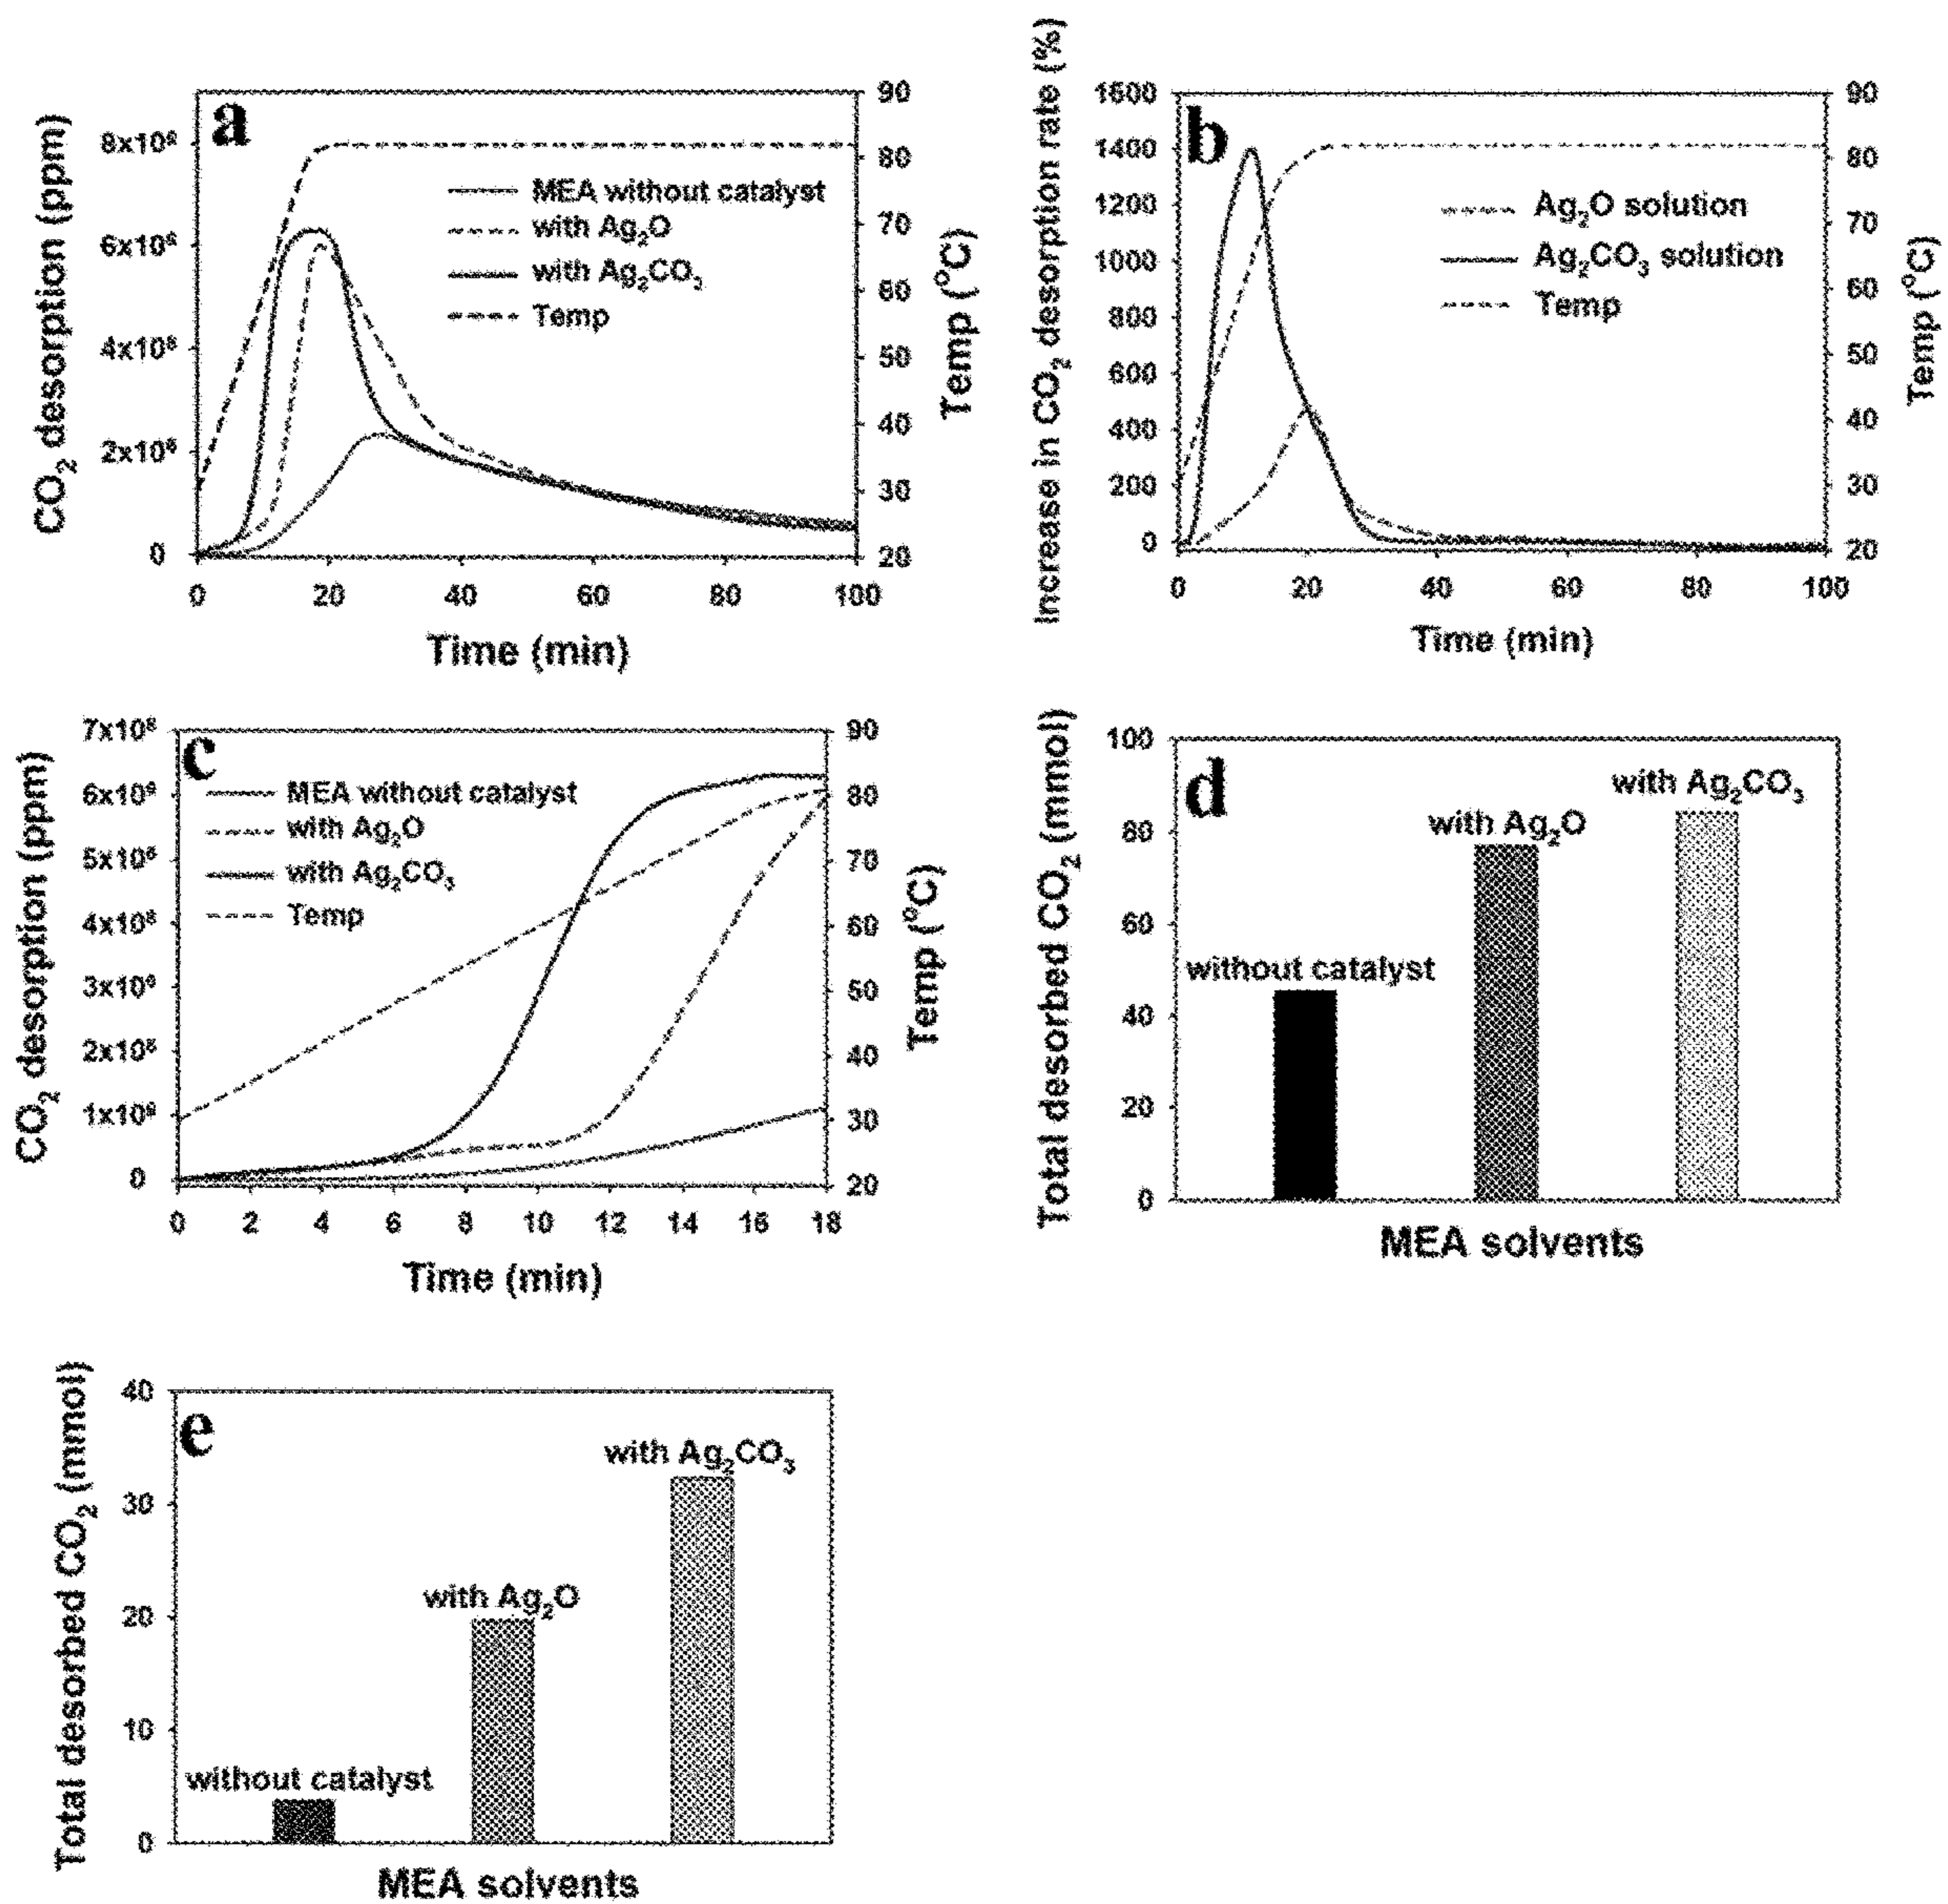 a
CO₂ desorption (ppm)
8x10⁶
6x10⁶
4x10⁶
2x10⁶
0
MEA without catalyst
with Ag₂O
with Ag₂CO₃
Temp
90
80
70
60
50
40
30
20
Temp (°C)
0 20 40 60 80 100
Time (min)
b
Increase in CO₂ desorption rate (%)
1600
1400
1200
1000
800
600
400
200
0
Ag₂O solution
Ag₂CO₃ solution
Temp
90
80
70
60
50
40
30
20
Temp (°C)
0 20 40 60 80 100
Time (min)
c
CO₂ desorption (ppm)
7x10⁶
6x10⁶
5x10⁶
4x10⁶
3x10⁶
2x10⁶
1x10⁶
0
MEA without catalyst
with Ag₂O
with Ag₂CO₃
Temp
90
80
70
60
50
40
30
20
Temp (°C)
0 2 4 6 8 10 12 14 16 18
Time (min)
d
Total desorbed CO₂ (mmol)
100
80
60
40
20
0
without catalyst
with Ag₂O
with Ag₂CO₃
MEA solvents
e
Total desorbed CO₂ (mmol)
40
30
20
10
0
without catalyst
with Ag₂O
with Ag₂CO₃
MEA solvents